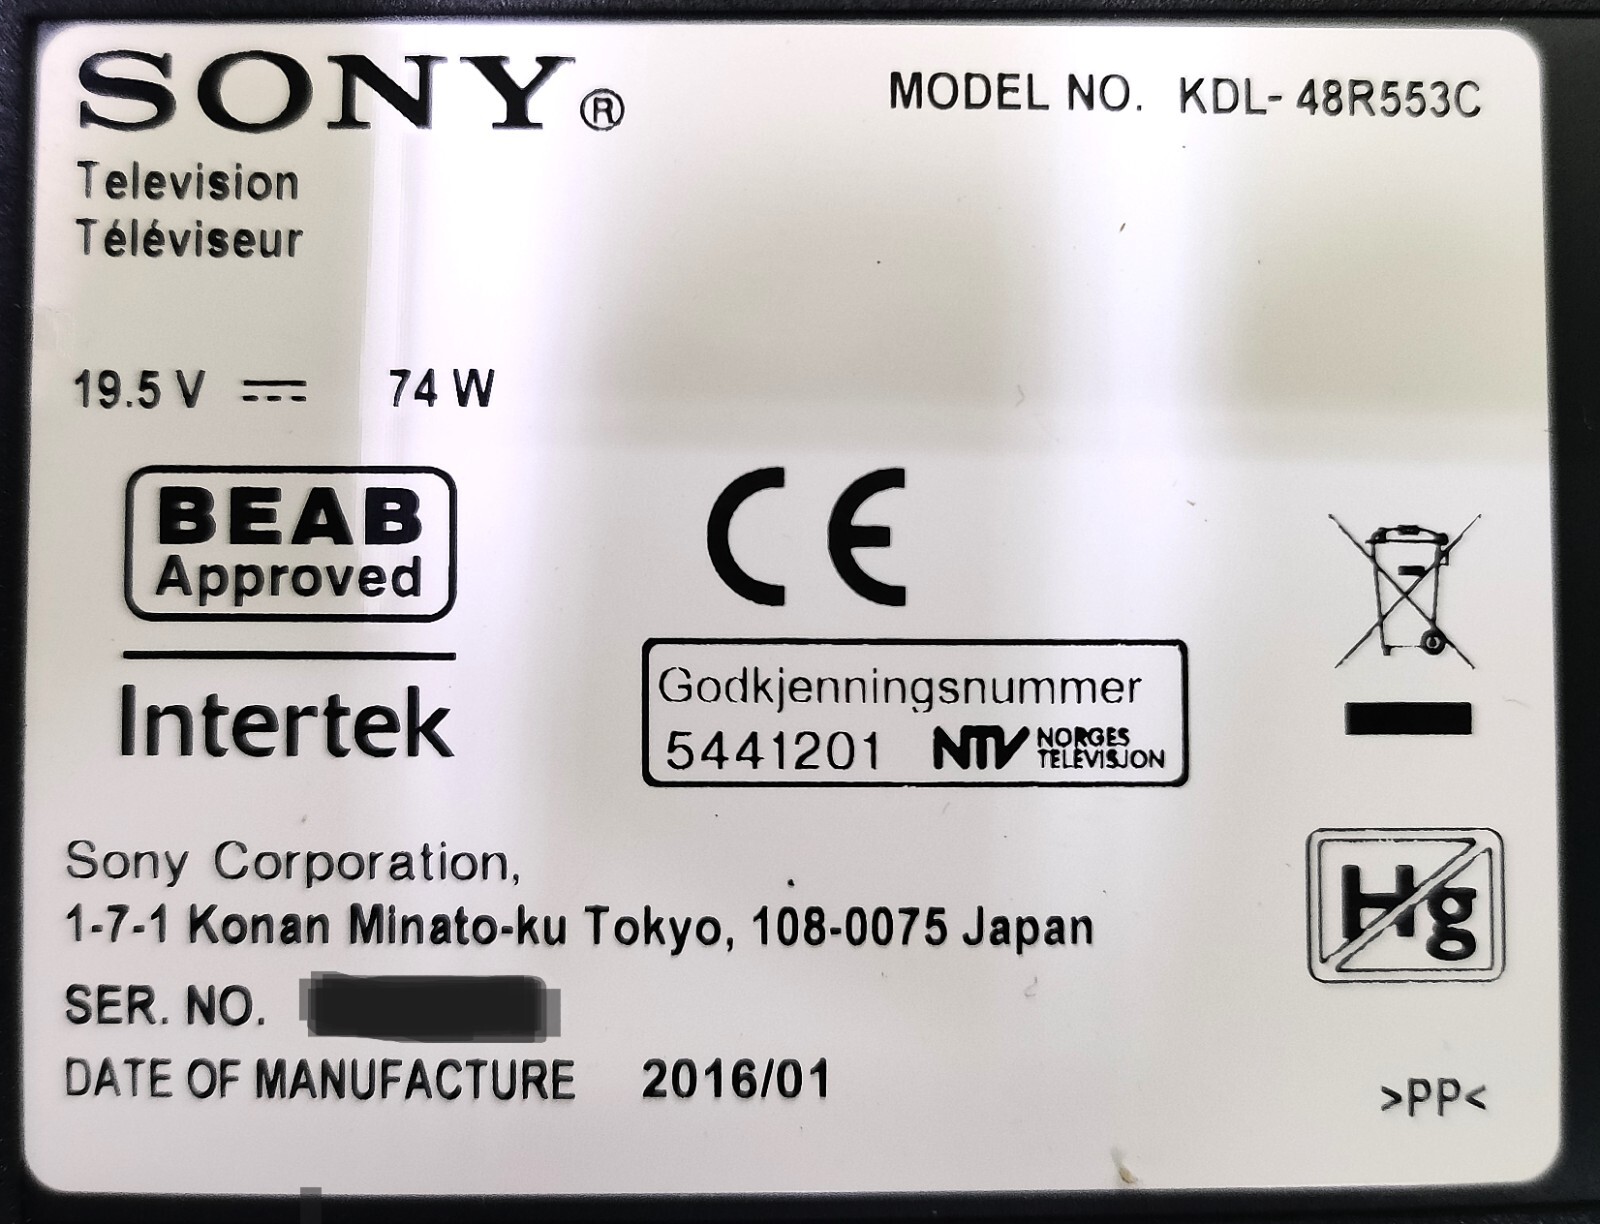 SONY®
MODEL NO. KDL-48R553C
Television
Téléviseur
19.5 V 74 W
BEAB
Approved
Intertek
CE
Godkjenningsnummer
5441201 NTV NORGES
TELEVISJON
Sony Corporation,
1-7-1 Konan Minato-ku Tokyo, 108-0075 Japan
Hg
SER. NO.
DATE OF MANUFACTURE 2016/01
>PP<